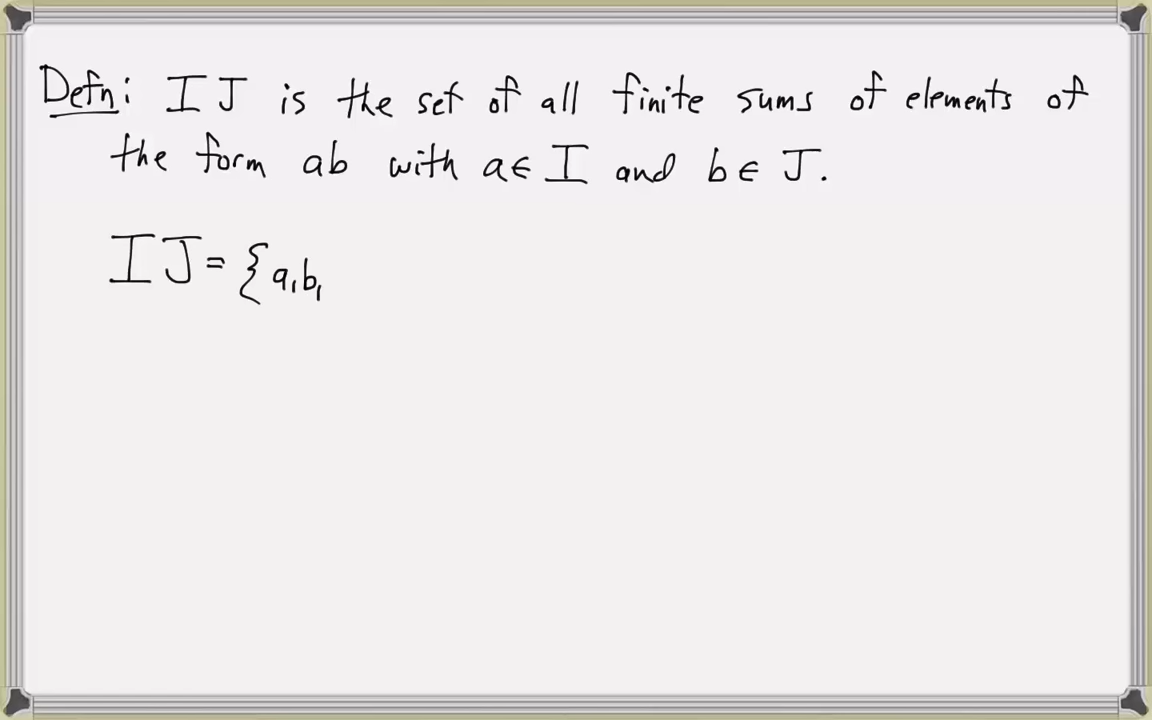 Defn: IJ is the set of all finite sums of elements of
the form ab with a∈I and b∈J.
IJ = {a₁b₁